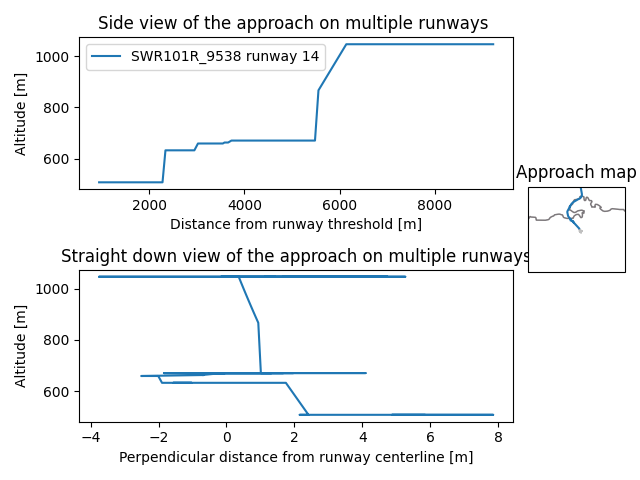 Side view of the approach on multiple runways
1000
800
600
Altitude [m]
SWR101R_9538 runway 14
2000
4000
6000
8000
Distance from runway threshold [m]
Approach map
Straight down view of the approach on multiple runways
1000
800
600
Altitude [m]
−4
−2
0
2
4
6
8
Perpendicular distance from runway centerline [m]